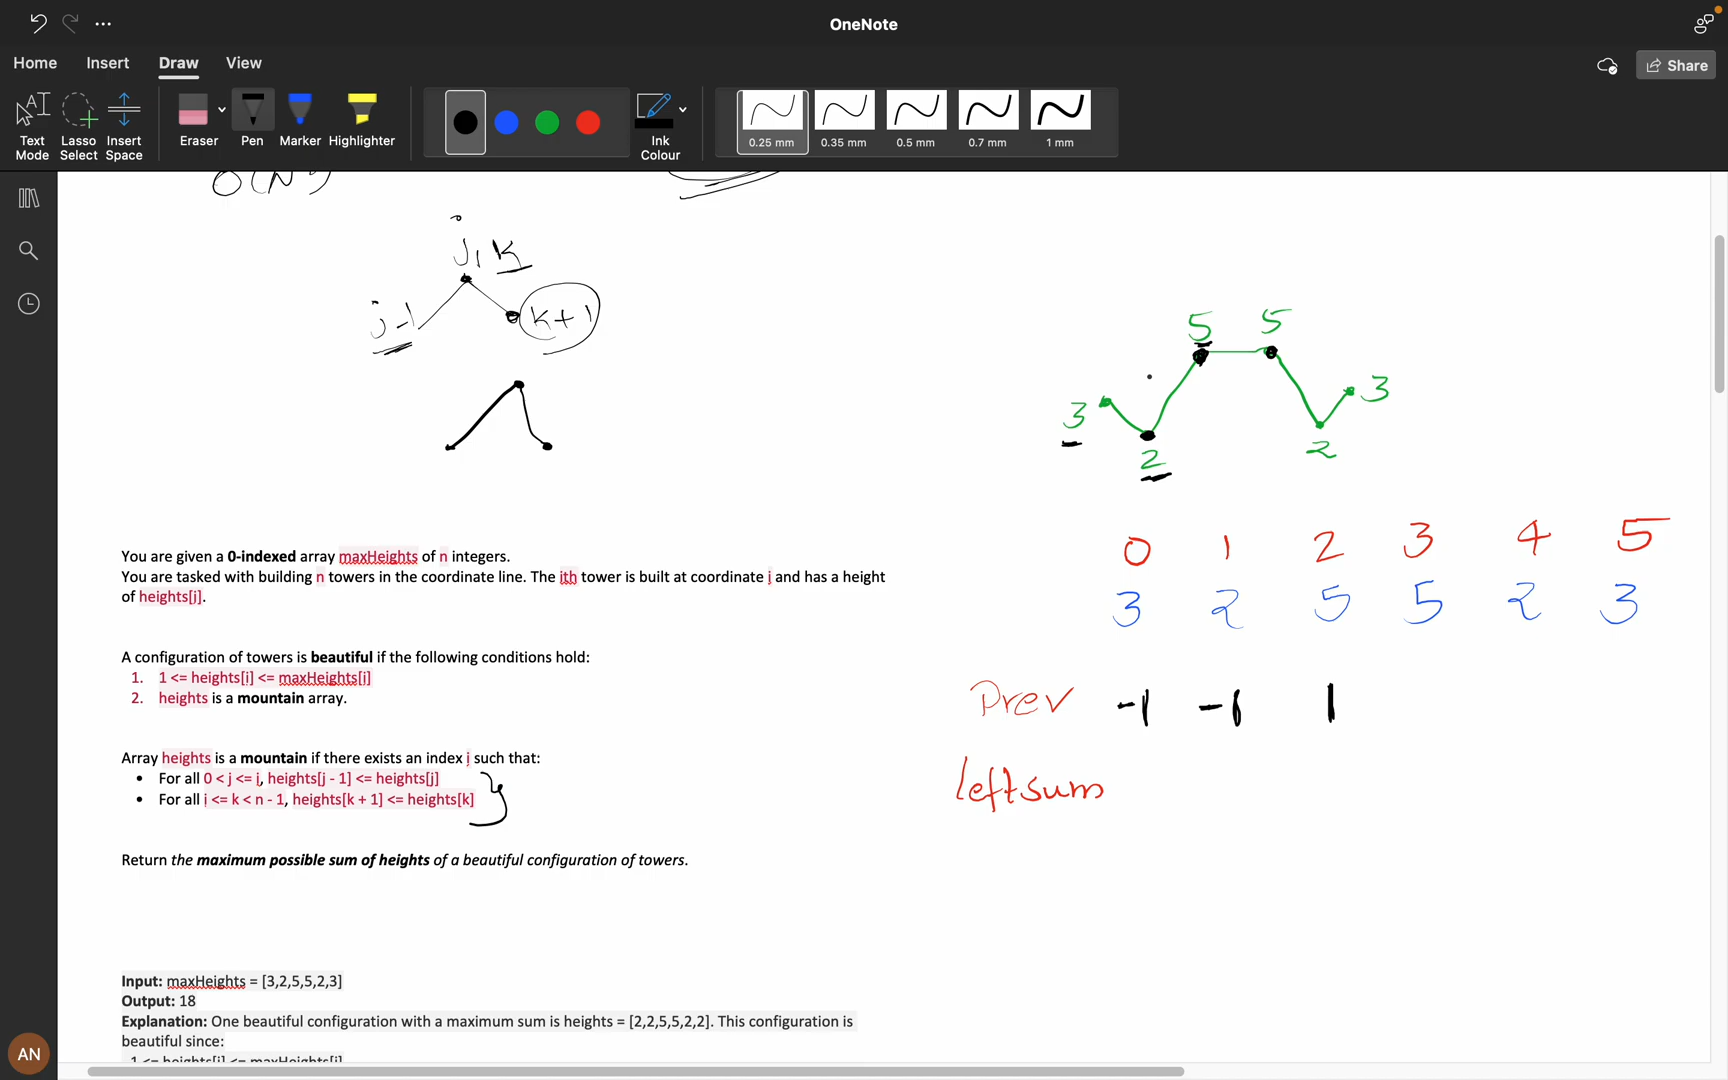 OneNote
Home Insert Draw View
Share
Text Mode
Lasso Select
Insert Space
Eraser
Pen
Marker
Highlighter
Ink Colour
0.25 mm
0.35 mm
0.5 mm
0.7 mm
1 mm
j, k
j-1
k+1
5 5
3 3
2 2
0 1 2 3 4 5
3 2 5 5 2 3
Prev -1 -1 1
leftsum
You are given a 0-indexed array maxHeights of n integers.
You are tasked with building n towers in the coordinate line. The ith tower is built at coordinate i and has a height
of heights[i].
A configuration of towers is beautiful if the following conditions hold:
1. 1 <= heights[i] <= maxHeights[i]
2. heights is a mountain array.
Array heights is a mountain if there exists an index i such that:
• For all 0 < j <= i, heights[j - 1] <= heights[j]
• For all i <= k < n - 1, heights[k + 1] <= heights[k]
Return the maximum possible sum of heights of a beautiful configuration of towers.
Input: maxHeights = [3,2,5,5,2,3]
Output: 18
Explanation: One beautiful configuration with a maximum sum is heights = [2,2,5,5,2,2]. This configuration is
beautiful since:
1 <= heights[i] <= maxHeights[i]
AN